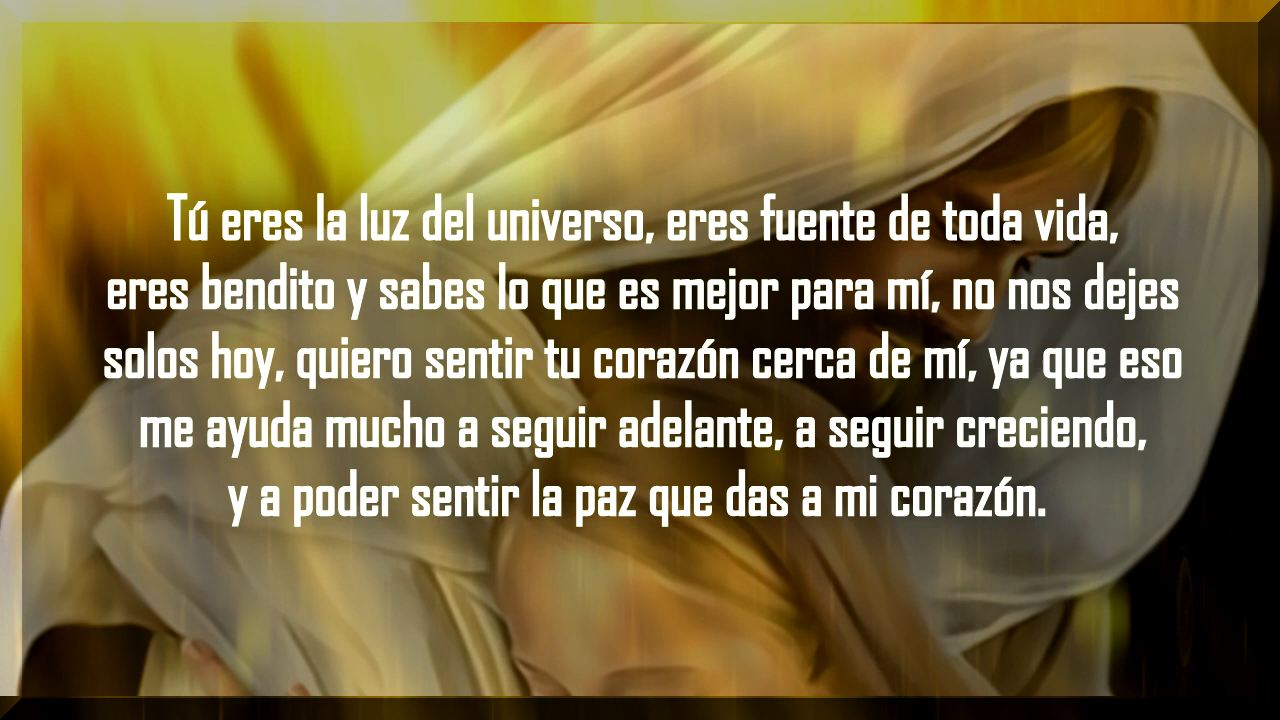 Tú eres la luz del universo, eres fuente de toda vida,
eres bendito y sabes lo que es mejor para mí, no nos dejes
solos hoy, quiero sentir tu corazón cerca de mí, ya que eso
me ayuda mucho a seguir adelante, a seguir creciendo,
y a poder sentir la paz que das a mi corazón.